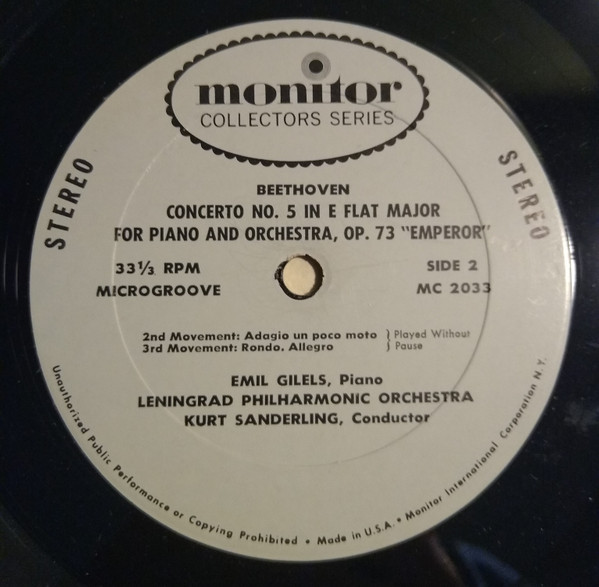 monitor
COLLECTORS SERIES
STEREO
STEREO
BEETHOVEN
CONCERTO NO. 5 IN E FLAT MAJOR
FOR PIANO AND ORCHESTRA, OP. 73 "EMPEROR"
33⅓ RPM SIDE 2
MICROGROOVE MC 2033
2nd Movement: Adagio un poco moto } Played Without
3rd Movement: Rondo. Allegro } Pause
EMIL GILELS, Piano
LENINGRAD PHILHARMONIC ORCHESTRA
KURT SANDERLING, Conductor
Unauthorized Public Performance or Copying Prohibited • Made in U.S.A. • Monitor International Corporation N.Y.